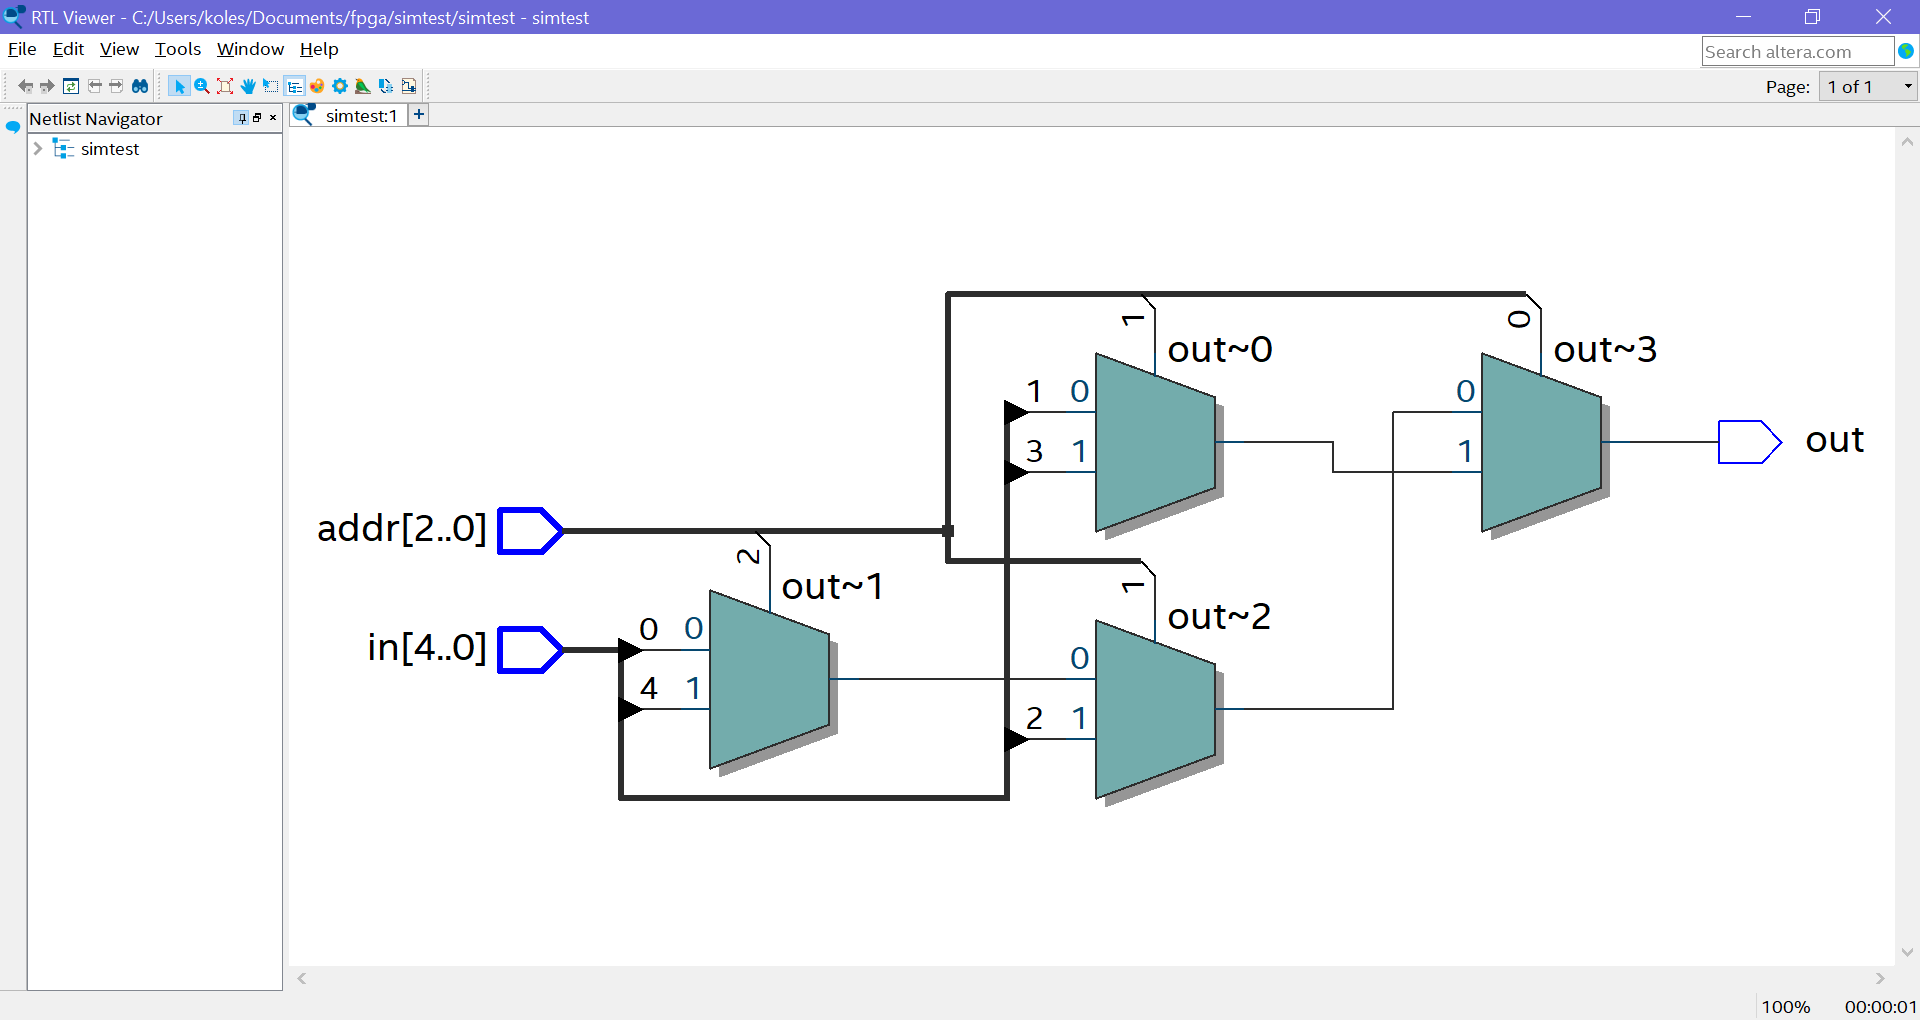 RTL Viewer - C:/Users/koles/Documents/fpga/simtest/simtest - simtest
File Edit View Tools Window Help
Search altera.com
Page: 1 of 1
Netlist Navigator
simtest
simtest:1
1
out~0
0
out~3
1 0
3 1
0
1
out
addr[2..0]
2
out~1
1
out~2
in[4..0]
0 0
4 1
0
2 1
100% 00:00:01